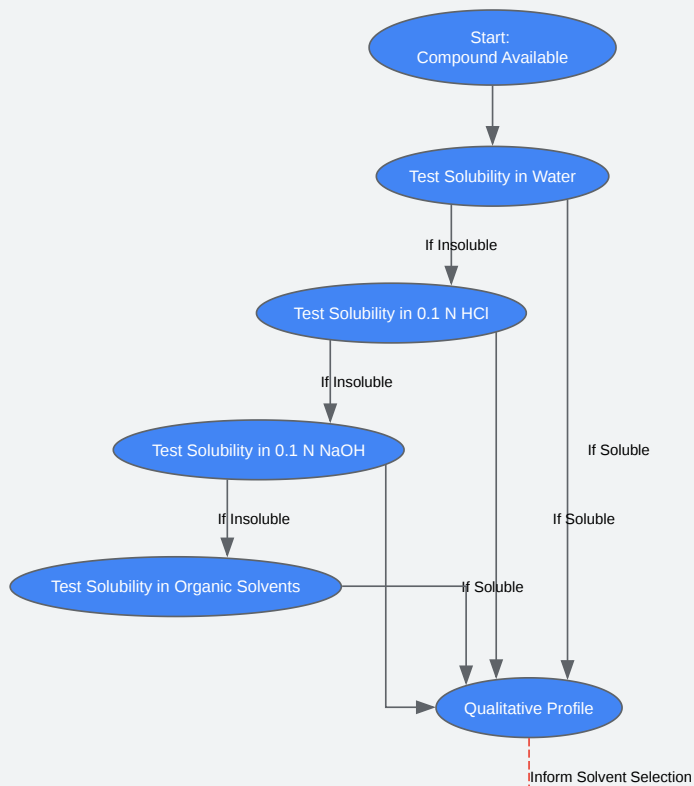 Start:
Compound Available
Test Solubility in Water
If Insoluble
Test Solubility in 0.1 N HCl
If Insoluble
Test Solubility in 0.1 N NaOH
If Soluble
If Insoluble
If Soluble
Test Solubility in Organic Solvents
If Soluble
Qualitative Profile
Inform Solvent Selection